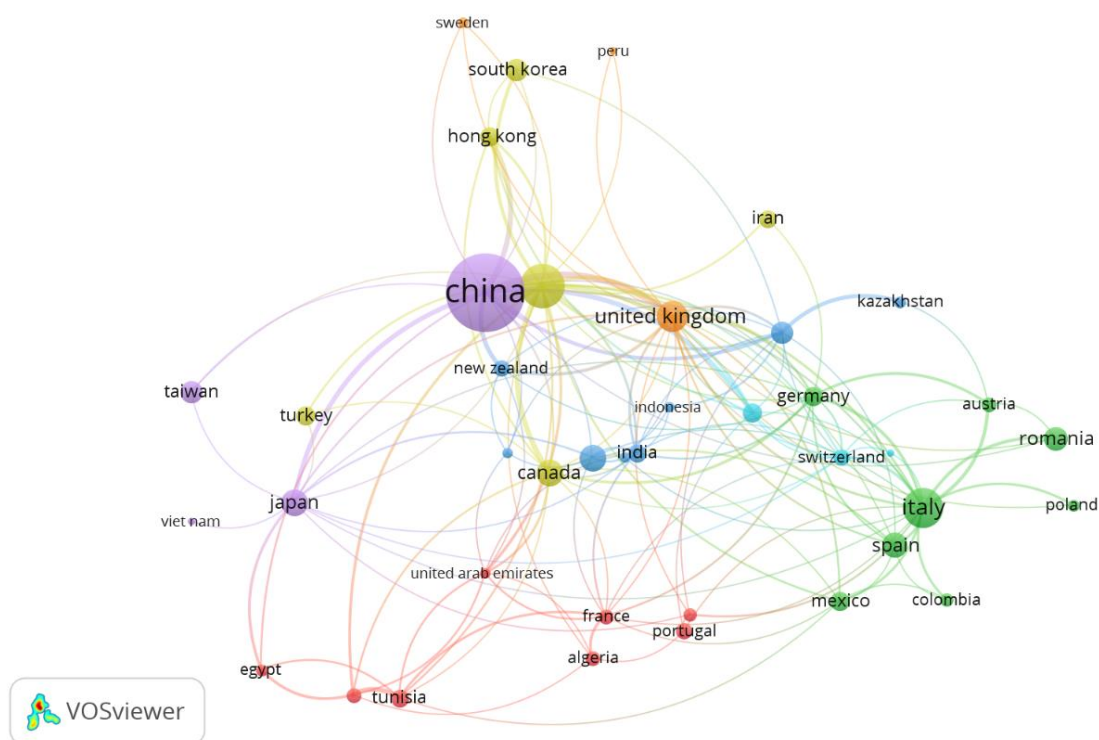 sweden
peru
south korea
hong kong
iran
china
united kingdom
kazakhstan
new zealand
taiwan
turkey
indonesia
germany
austria
romania
india
switzerland
canada
japan
italy
poland
viet nam
spain
united arab emirates
mexico
colombia
france
portugal
algeria
egypt
tunisia
VOSviewer